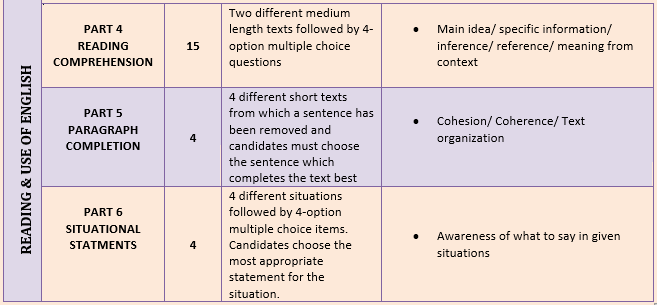 READING & USE OF ENGLISH
PART 4
READING
COMPREHENSION
15
Two different medium
length texts followed by 4-
option multiple choice
questions
• Main idea/ specific information/
inference/ reference/ meaning from
context
PART 5
PARAGRAPH
COMPLETION
4
4 different short texts
from which a sentence has
been removed and
candidates must choose
the sentence which
completes the text best
• Cohesion/ Coherence/ Text
organization
PART 6
SITUATIONAL
STATMENTS
4
4 different situations
followed by 4-option
multiple choice items.
Candidates choose the
most appropriate
statement for the
situation.
• Awareness of what to say in given
situations